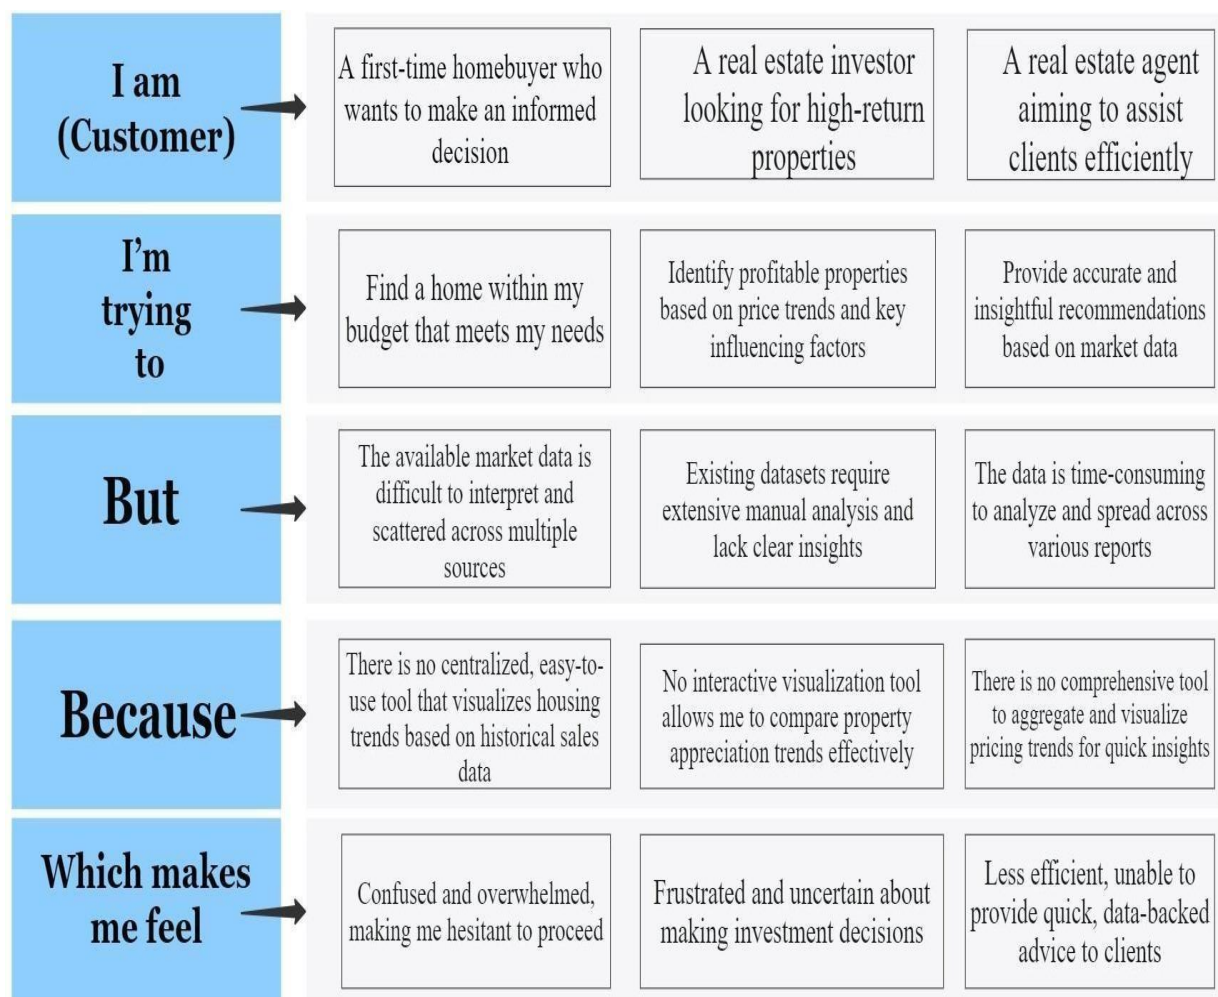 I am
(Customer)
A first-time homebuyer who
wants to make an informed
decision
A real estate investor
looking for high-return
properties
A real estate agent
aiming to assist
clients efficiently
I'm
trying
to
Find a home within my
budget that meets my needs
Identify profitable properties
based on price trends and key
influencing factors
Provide accurate and
insightful recommendations
based on market data
But
The available market data is
difficult to interpret and
scattered across multiple
sources
Existing datasets require
extensive manual analysis and
lack clear insights
The data is time-consuming
to analyze and spread across
various reports
Because
There is no centralized, easy-to-
use tool that visualizes housing
trends based on historical sales
data
No interactive visualization tool
allows me to compare property
appreciation trends effectively
There is no comprehensive tool
to aggregate and visualize
pricing trends for quick insights
Which makes
me feel
Confused and overwhelmed,
making me hesitant to proceed
Frustrated and uncertain about
making investment decisions
Less efficient, unable to
provide quick, data-backed
advice to clients